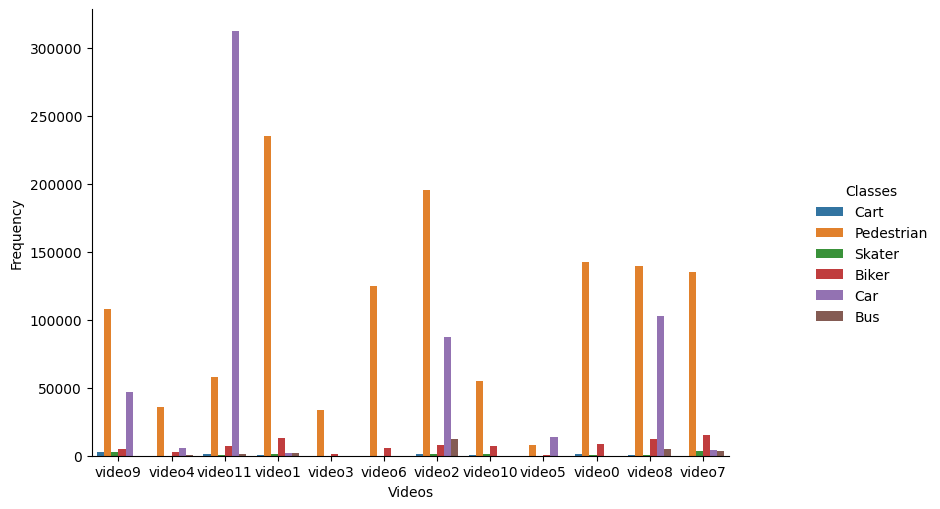 300000
250000
200000
150000
100000
50000
0
Frequency
video9 video4 video11 video1 video3 video6 video2 video10 video5 video0 video8 video7
Videos
Classes
Cart
Pedestrian
Skater
Biker
Car
Bus